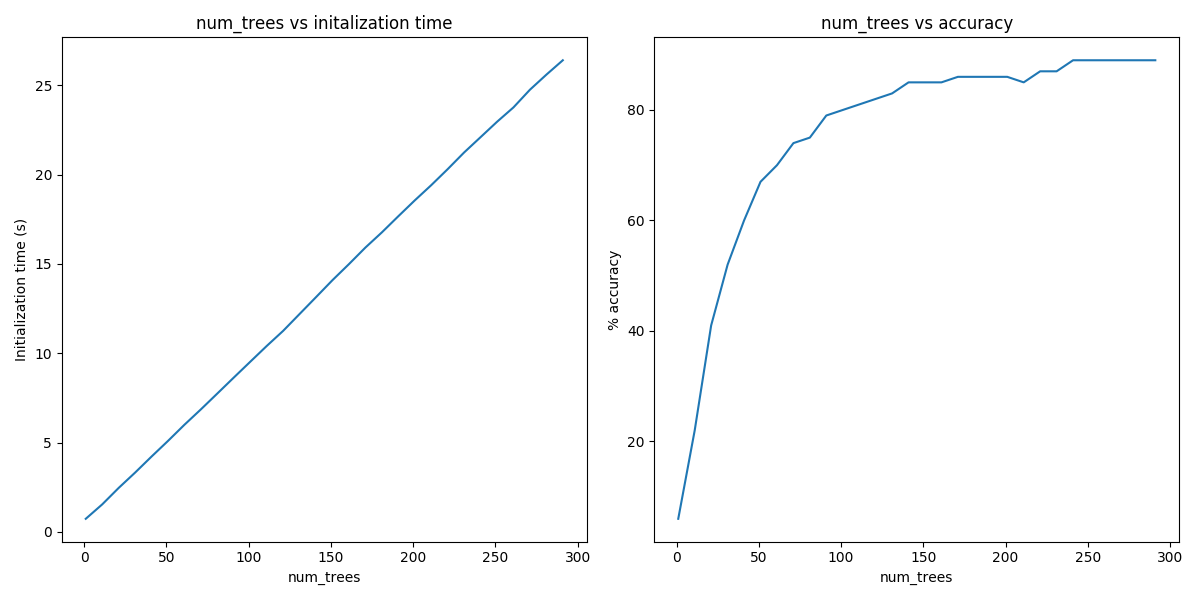 num_trees vs initalization time
Initialization time (s)
25
20
15
10
5
0
0 50 100 150 200 250 300
num_trees
num_trees vs accuracy
% accuracy
80
60
40
20
0 50 100 150 200 250 300
num_trees